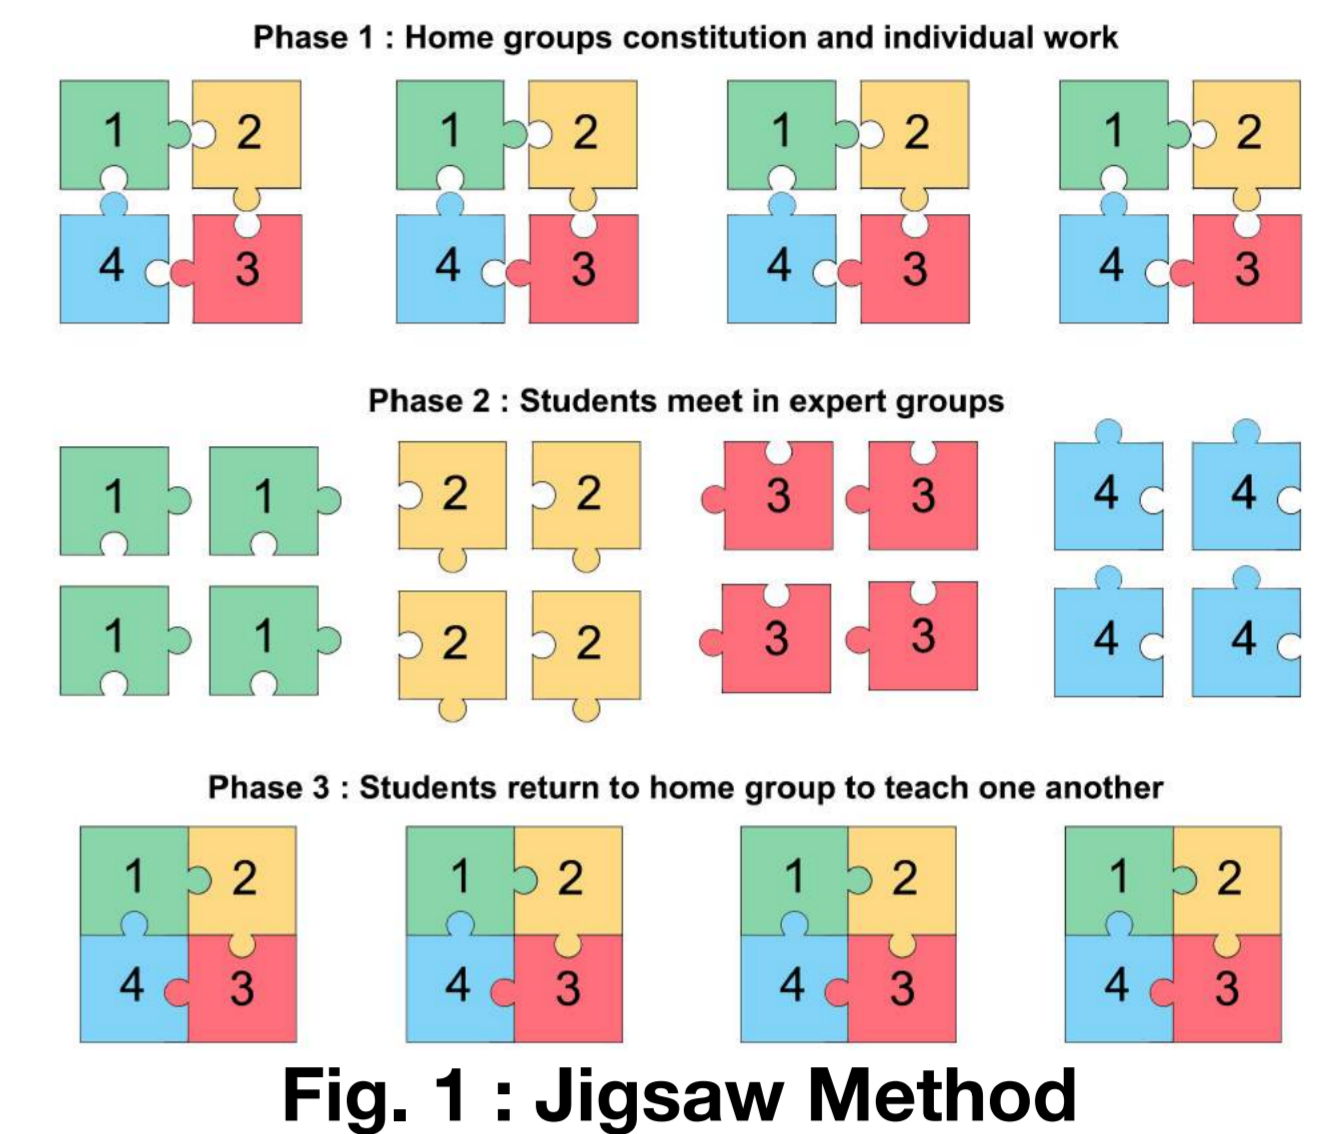 Phase 1 : Home groups constitution and individual work
1 2 1 2 1 2 1 2
4 3 4 3 4 3 4 3
Phase 2 : Students meet in expert groups
1 1 2 2 3 3 4 4
1 1 2 2 3 3 4 4
Phase 3 : Students return to home group to teach one another
1 2 1 2 1 2 1 2
4 3 4 3 4 3 4 3
Fig. 1 : Jigsaw Method